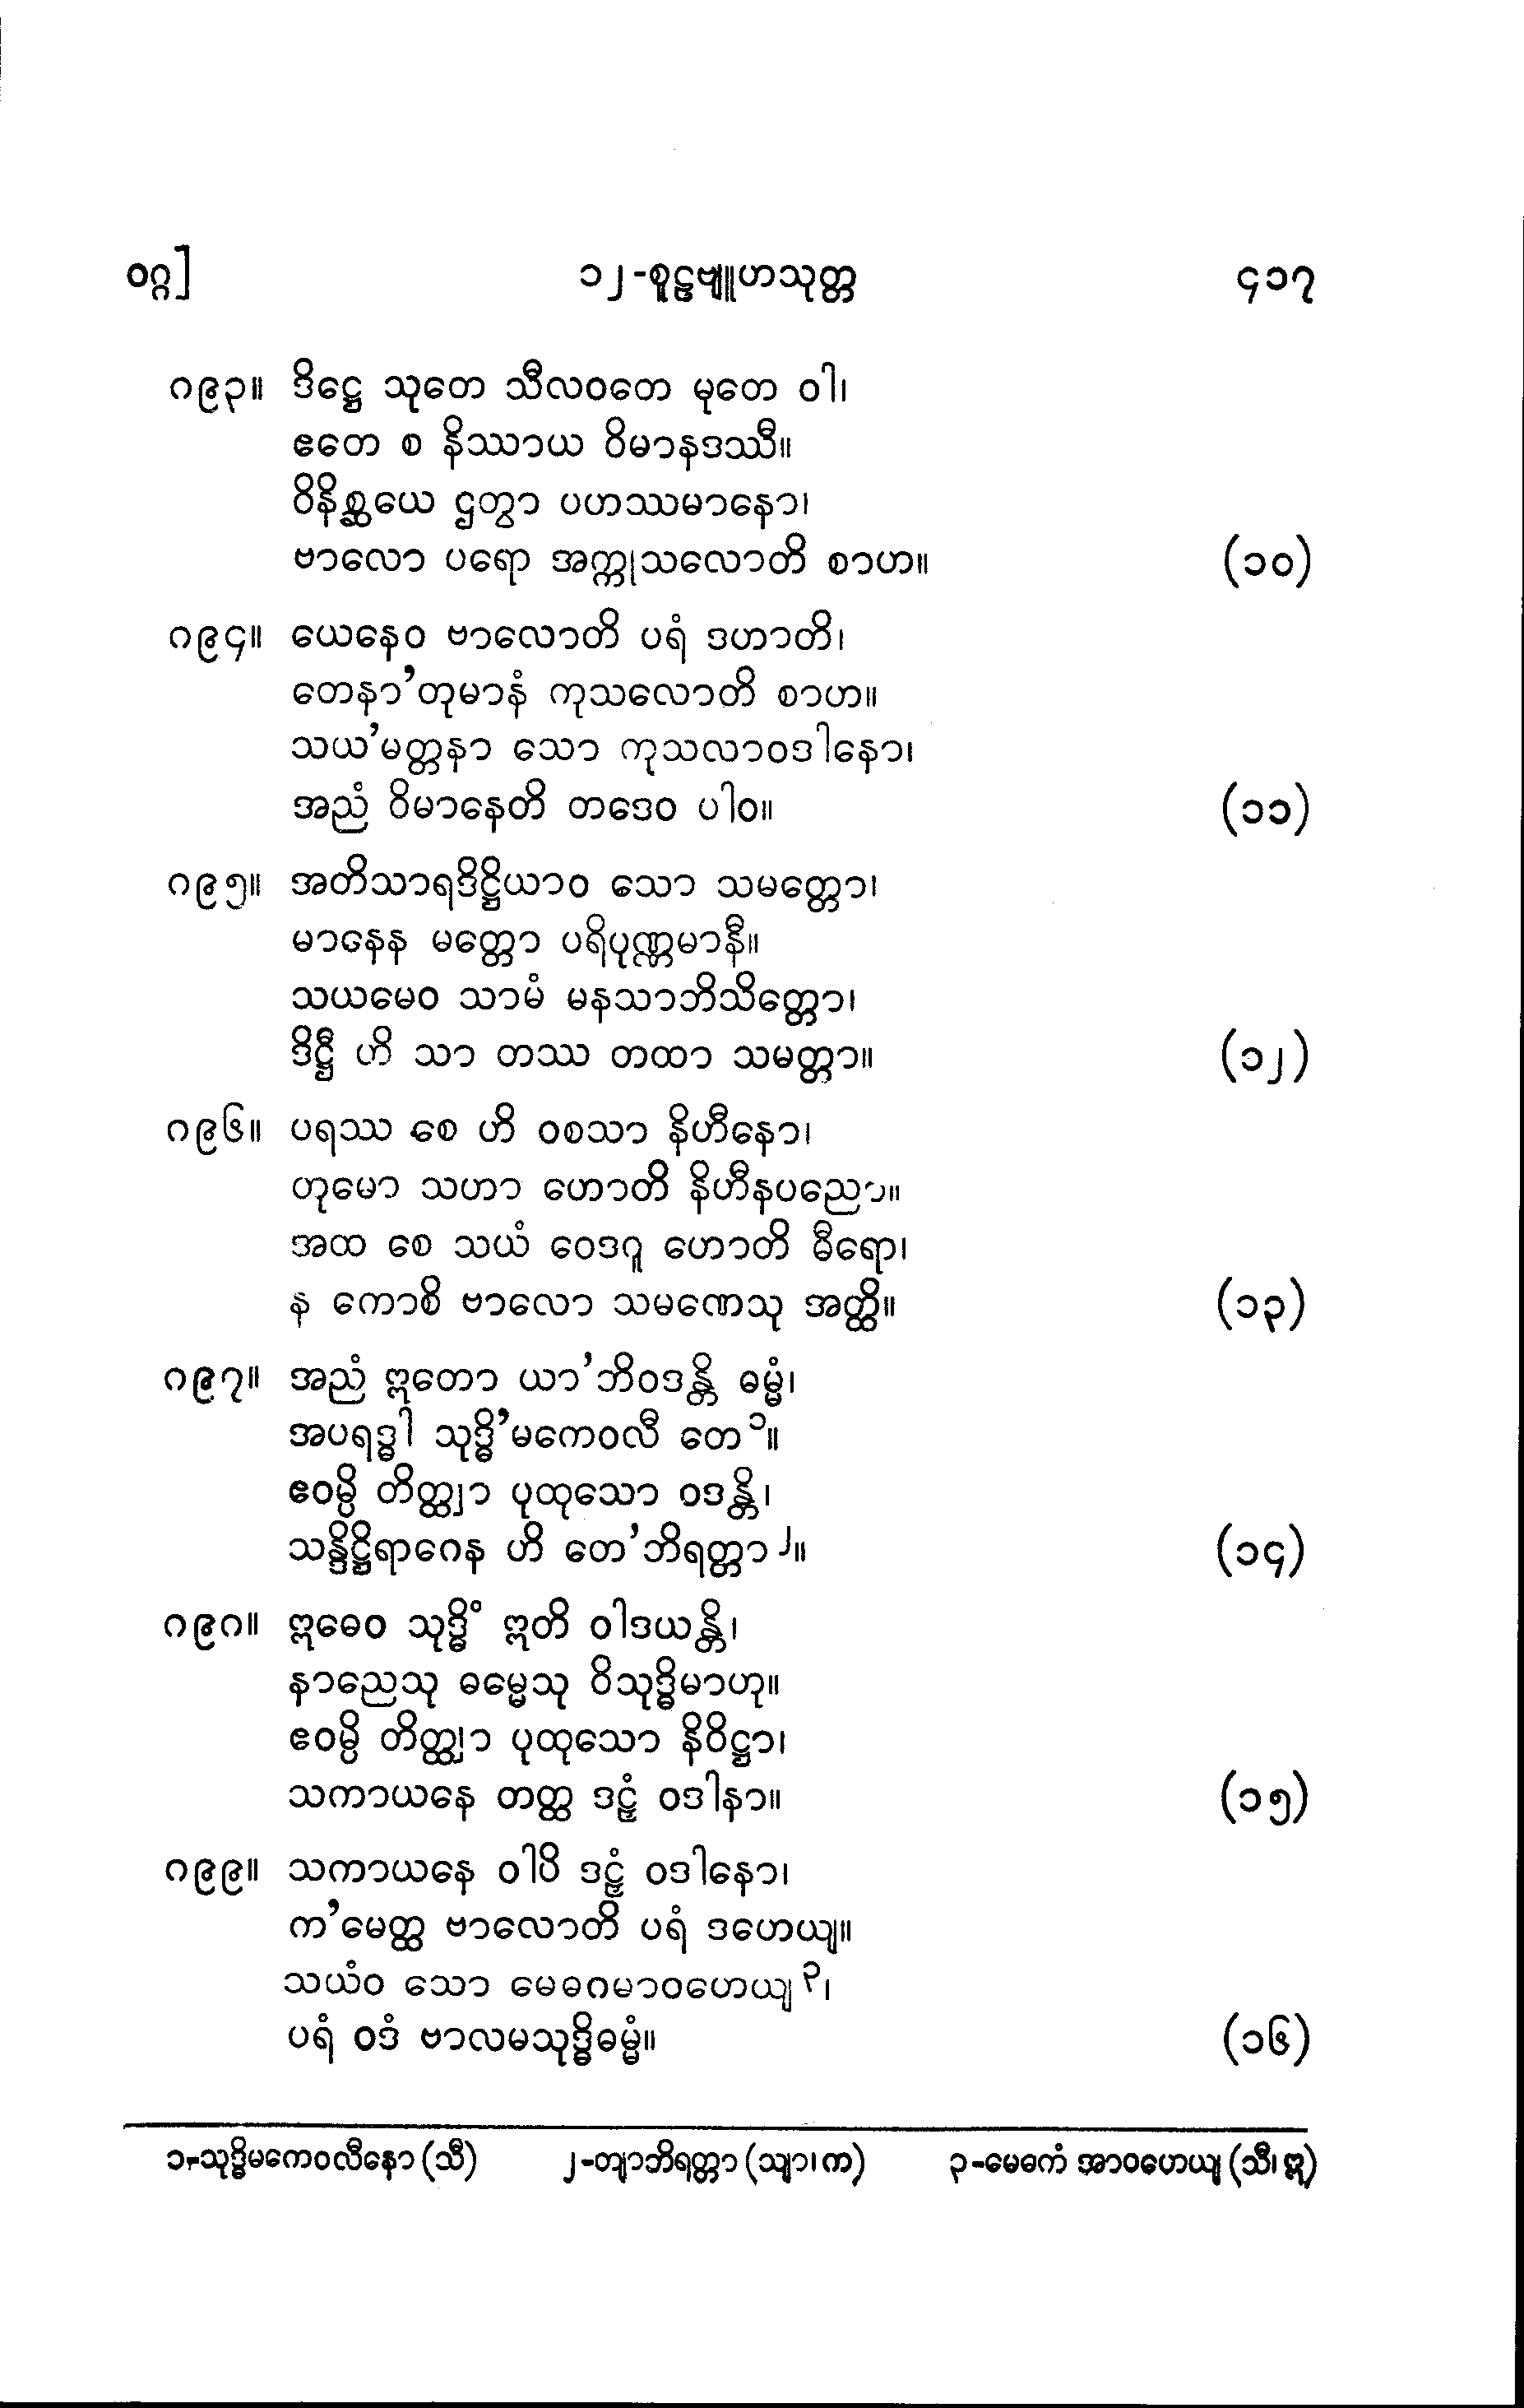 ဝဂ္ဂ] ၁၂-စူဠဗျူဟသုတ္တ ၄၁၇
၈၉၃။ ဒိဋ္ဌေ သုတေ သီလဝတေ မုတေ ဝါ၊
ဧတေ စ နိဿာယ ဝိမာနဒဿီ။
ဝိနိစ္ဆယေ ဌတွာ ပဟဿမာနော၊
ဗာလော ပရော အက္ကုသလောတိ စာဟ။ (၁၀)
၈၉၄။ ယေနေဝ ဗာလောတိ ပရံ ဒဟာတိ၊
တေနာ’တုမာနံ ကုသလောတိ စာဟ။
သယ’မတ္တနာ သော ကုသလာဝဒါနော၊
အညံ ဝိမာနေတိ တဒေဝ ပါဝ။ (၁၁)
၈၉၅။ အတိသာရဒိဋ္ဌိယာဝ သော သမတ္တော၊
မာနေန မတ္တော ပရိပုဏ္ဏမာနီ။
သယမေဝ သာမံ မနသာဘိသိတ္တော၊
ဒိဋ္ဌီ ဟိ သာ တဿ တထာ သမတ္တာ။ (၁၂)
၈၉၆။ ပရဿ စေ ဟိ ဝစသာ နိဟီနော၊
တုမော သဟာ ဟောတိ နိဟီနပညော။
အထ စေ သယံ ဝေဒဂူ ဟောတိ ဓီရော၊
န ကောစိ ဗာလော သမဏေသု အတ္ထိ။ (၁၃)
၈၉၇။ အညံ ဣတော ယာ’ဘိဝဒန္တိ ဓမ္မံ၊
အပရဒ္ဓါ သုဒ္ဓိ’မကေဝလီ တေ ၁။
ဧဝမ္ပိ တိတ္ထျာ ပုထုသော ဝဒန္တိ၊
သန္ဒိဋ္ဌိရာဂေန ဟိ တေ’ဘိရတ္တာ ၂။ (၁၄)
၈၉၈။ ဣဓေဝ သုဒ္ဓိံ ဣတိ ဝါဒယန္တိ၊
နာညေသု ဓမ္မေသု ဝိသုဒ္ဓိမာဟု။
ဧဝမ္ပိ တိတ္ထျာ ပုထုသော နိဝိဋ္ဌာ၊
သကာယနေ တတ္ထ ဒဠှံ ဝဒါနာ။ (၁၅)
၈၉၉။ သကာယနေ ဝါပိ ဒဠှံ ဝဒါနော၊
က’မေတ္ထ ဗာလောတိ ပရံ ဒဟေယျ။
သယံဝ သော မေဓဂမာဝဟေယျ ၃၊
ပရံ ဝဒံ ဗာလမသုဒ္ဓိဓမ္မံ။ (၁၆)
၁-သုဒ္ဓိမကေဝလီနော (သီ) ၂-တျာဘိရတ္တာ (သျာ၊ က) ၃-မေဓကံ အာဝဟေယျ (သီ၊ ဣ)